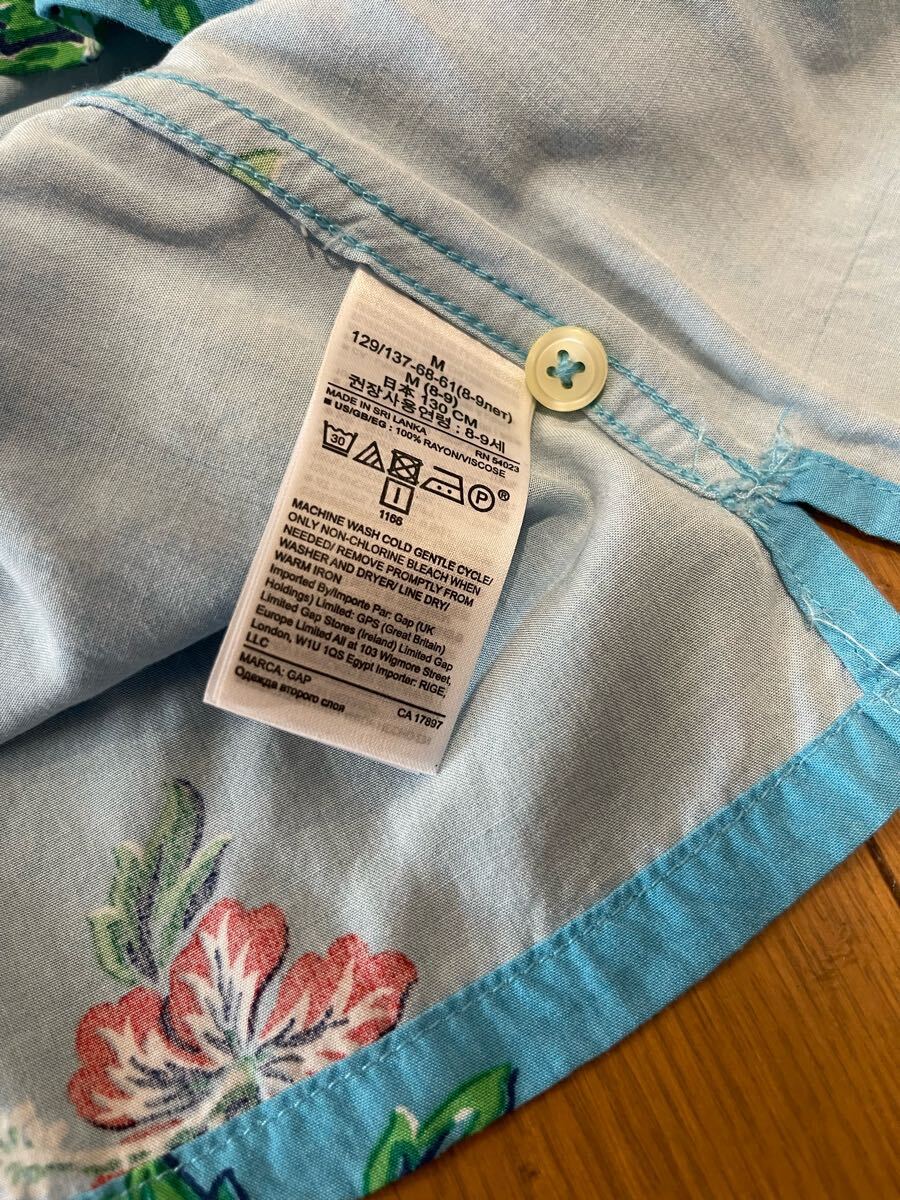 M
129/137-68-61(8-9лет)
M (8-9)
日本 130 CM
권장사용연령 : 8-9세
MADE IN SRI LANKA
RN 54023
■ US/GB/EG : 100% RAYON/VISCOSE
30
P ®
1166
MACHINE WASH COLD GENTLE CYCLE/
ONLY NON-CHLORINE BLEACH WHEN
NEEDED/ REMOVE PROMPTLY FROM
WASHER AND DRYER/ LINE DRY/
WARM IRON
Imported By/Importe Par: Gap (UK
Holdings) Limited: GPS (Great Britain)
Limited Gap Stores (Ireland) Limited Gap
Europe Limited All at 103 Wigmore Street,
London, W1U 1QS Egypt Importer: RIGE,
LLC
MARCA: GAP
Одежда второго слоя
CA 17897